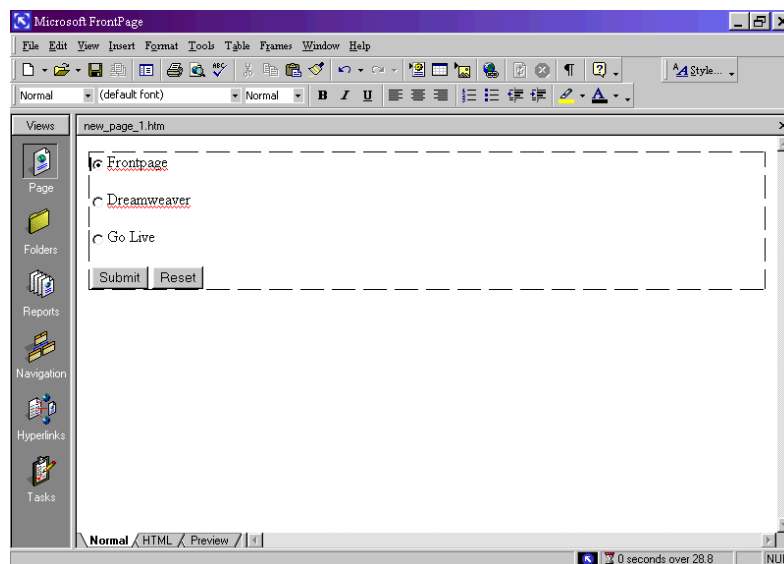 Microsoft FrontPage
File Edit View Insert Format Tools Table Frames Window Help
Style...
Normal (default font) Normal B I U A
Views new_page_1.htm
Page
Folders
Reports
Navigation
Hyperlinks
Tasks
Frontpage
Dreamweaver
Go Live
Submit Reset
Normal HTML Preview
0 seconds over 28.8 NU